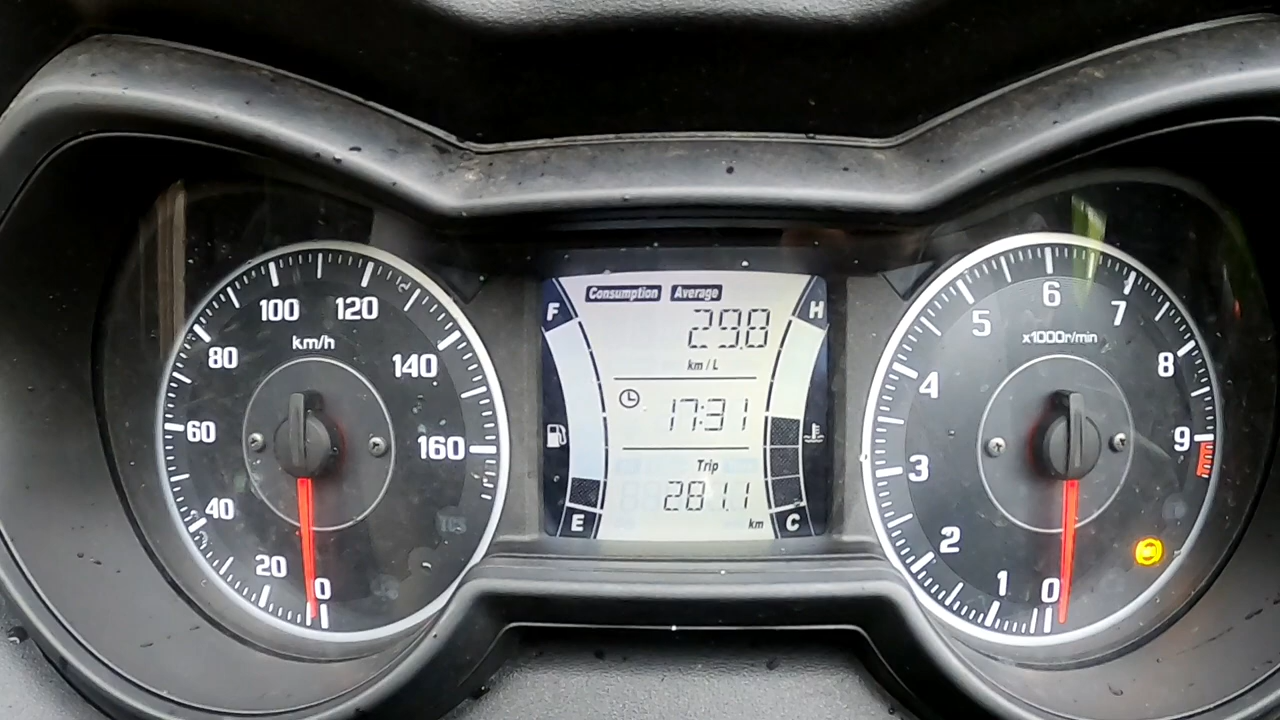 km/h
0
20
40
60
80
100
120
140
160
TCS
Consumption Average
F
H
29.8
km / L
17:31
Trip
281.1
km
E
C
x1000r/min
0
1
2
3
4
5
6
7
8
9